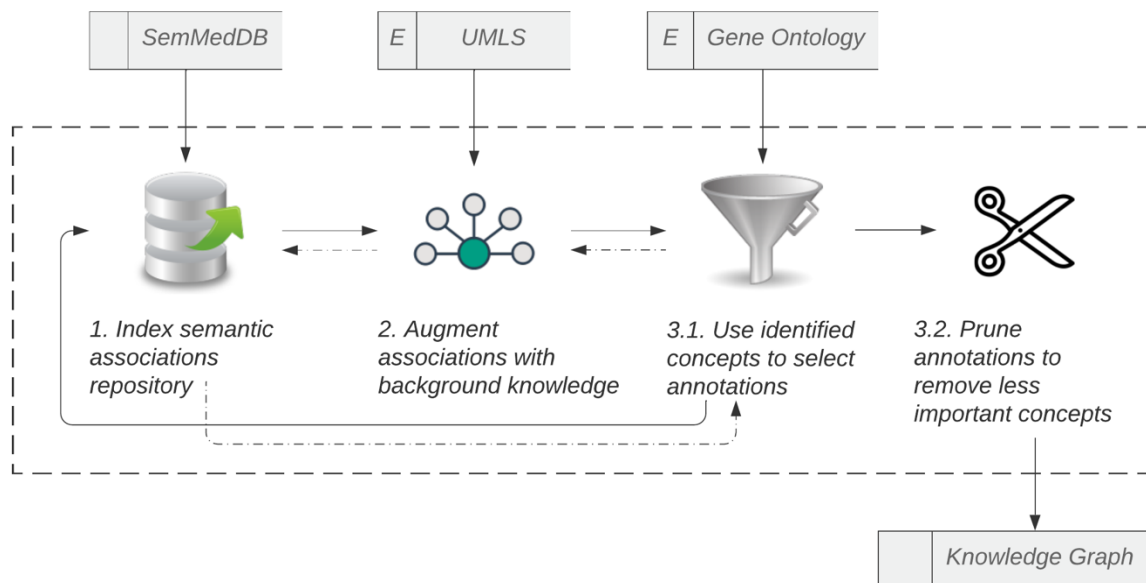 SemMedDB
E UMLS
E Gene Ontology
1. Index semantic
associations
repository
2. Augment
associations with
background knowledge
3.1. Use identified
concepts to select
annotations
3.2. Prune
annotations to
remove less
important concepts
Knowledge Graph